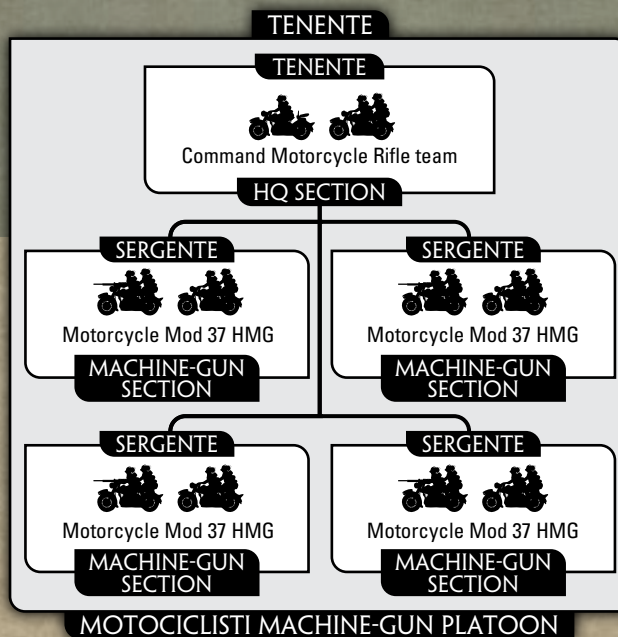 TENENTE
TENENTE
Command Motorcycle Rifle team
HQ SECTION
SERGENTE
Motorcycle Mod 37 HMG
MACHINE-GUN
SECTION
SERGENTE
Motorcycle Mod 37 HMG
MACHINE-GUN
SECTION
SERGENTE
Motorcycle Mod 37 HMG
MACHINE-GUN
SECTION
SERGENTE
Motorcycle Mod 37 HMG
MACHINE-GUN
SECTION
MOTOCICLISTI MACHINE-GUN PLATOON